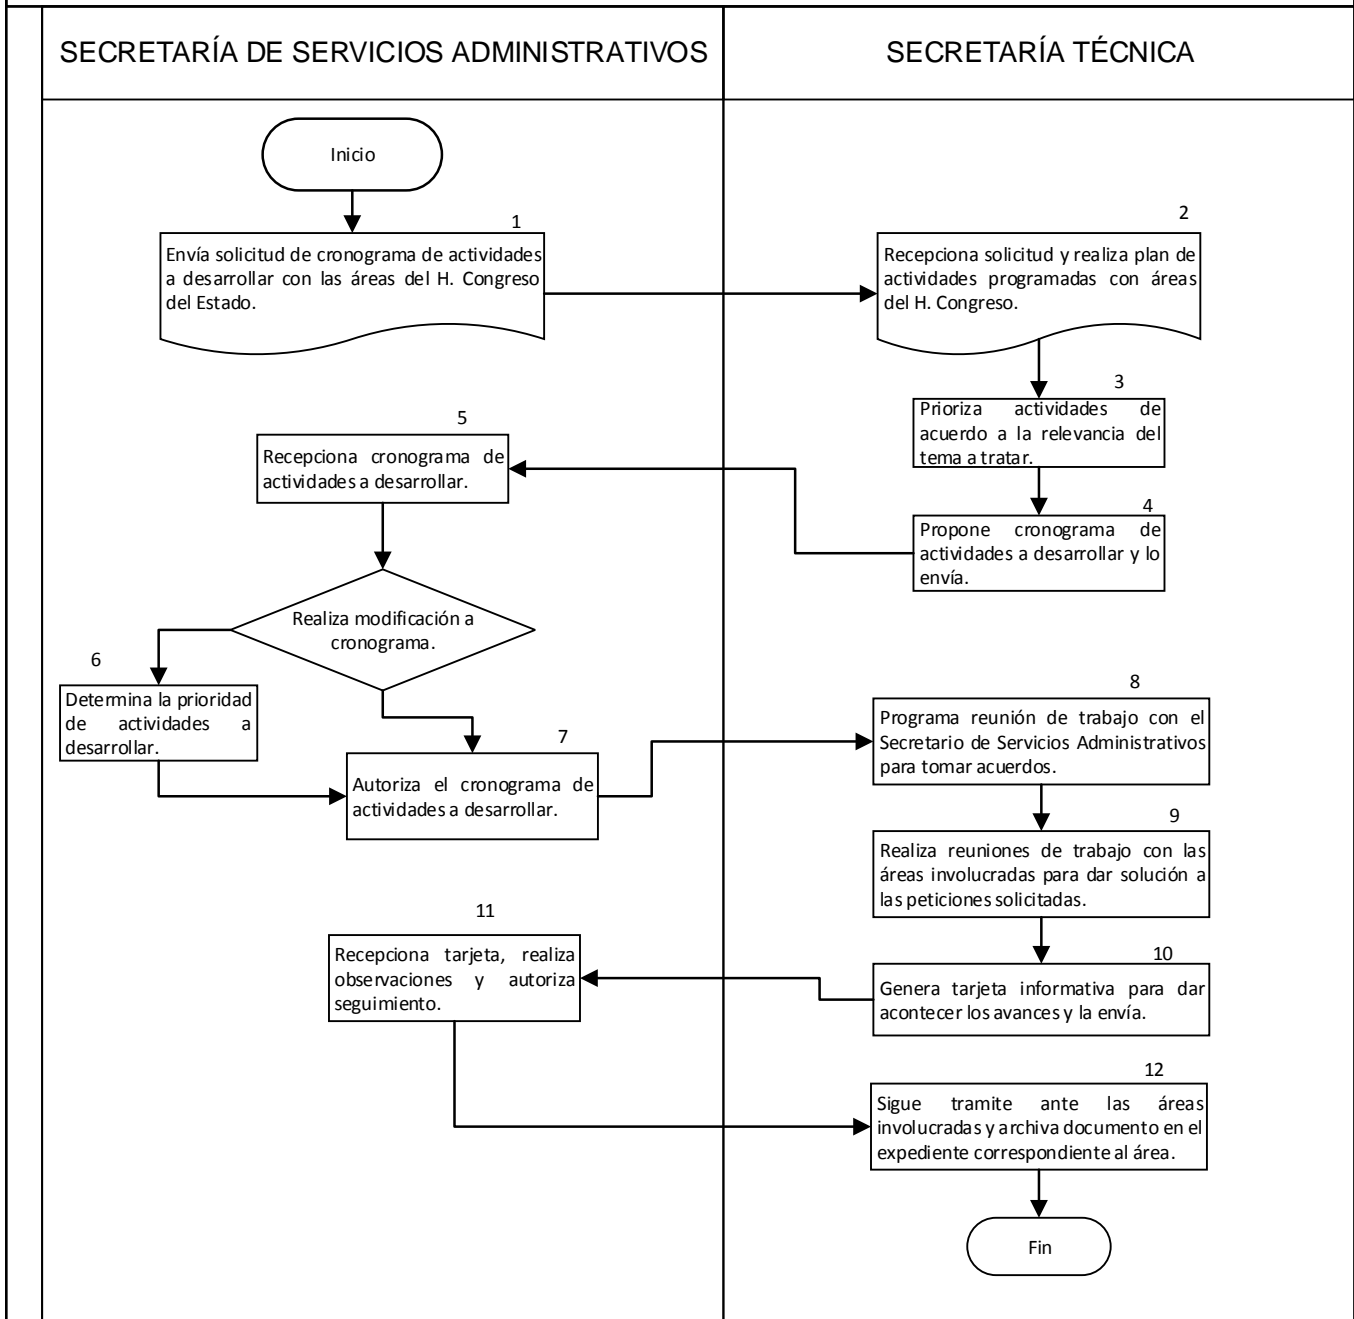 SECRETARÍA DE SERVICIOS ADMINISTRATIVOS
SECRETARÍA TÉCNICA
Inicio
1
Envía solicitud de cronograma de actividades
a desarrollar con las áreas del H. Congreso
del Estado.
2
Recepciona solicitud y realiza plan de
actividades programadas con áreas
del H. Congreso.
3
Prioriza actividades de
acuerdo a la relevancia del
tema a tratar.
4
Propone cronograma de
actividades a desarrollar y lo
envía.
5
Recepciona cronograma de
actividades a desarrollar.
Realiza modificación a
cronograma.
6
Determina la prioridad
de actividades a
desarrollar.
7
Autoriza el cronograma de
actividades a desarrollar.
8
Programa reunión de trabajo con el
Secretario de Servicios Administrativos
para tomar acuerdos.
9
Realiza reuniones de trabajo con las
áreas involucradas para dar solución a
las peticiones solicitadas.
10
Genera tarjeta informativa para dar
acontecer los avances y la envía.
11
Recepciona tarjeta, realiza
observaciones y autoriza
seguimiento.
12
Sigue tramite ante las áreas
involucradas y archiva documento en el
expediente correspondiente al área.
Fin